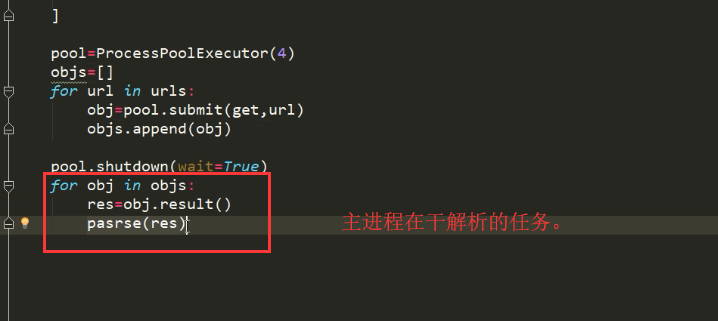 ]
pool=ProcessPoolExecutor(4)
objs=[]
for url in urls:
obj=pool.submit(get,url)
objs.append(obj)
pool.shutdown(wait=True)
for obj in objs:
res=obj.result()
pasrse(res)
主进程在干解析的任务。